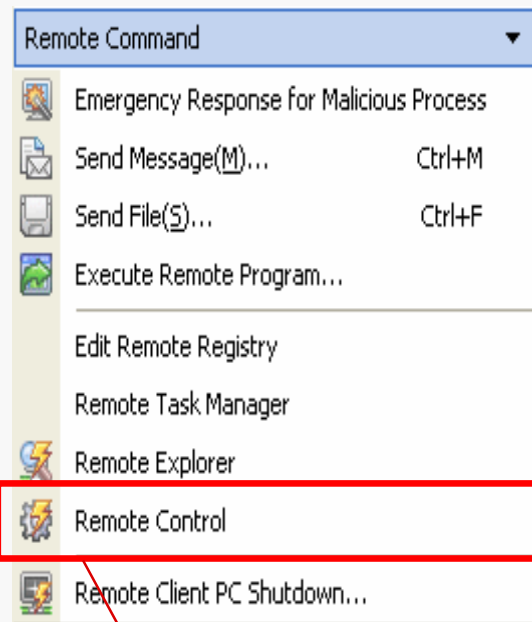 Remote Command
Emergency Response for Malicious Process
Send Message(M)... Ctrl+M
Send File(S)... Ctrl+F
Execute Remote Program...
Edit Remote Registry
Remote Task Manager
Remote Explorer
Remote Control
Remote Client PC Shutdown...